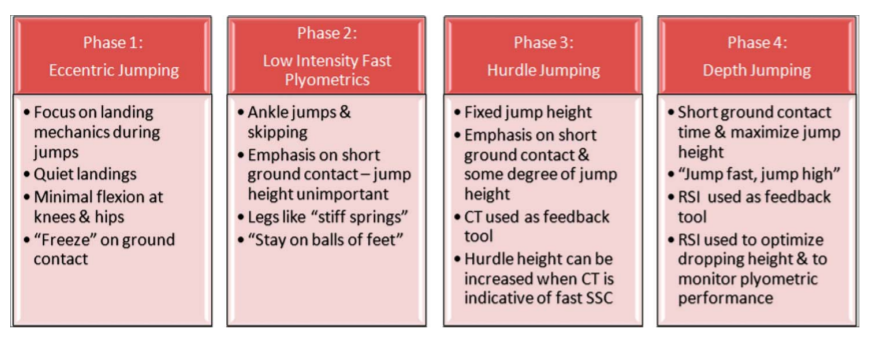 Phase 1:
Eccentric Jumping
• Focus on landing
mechanics during
jumps
• Quiet landings
• Minimal flexion at
knees & hips
• “Freeze” on ground
contact
Phase 2:
Low Intensity Fast
Plyometrics
• Ankle jumps &
skipping
• Emphasis on short
ground contact – jump
height unimportant
• Legs like “stiff springs”
• “Stay on balls of feet”
Phase 3:
Hurdle Jumping
• Fixed jump height
• Emphasis on short
ground contact &
some degree of jump
height
• CT used as feedback
tool
• Hurdle height can be
increased when CT is
indicative of fast SSC
Phase 4:
Depth Jumping
• Short ground contact
time & maximize jump
height
• “Jump fast, jump high”
• RSI used as feedback
tool
• RSI used to optimize
dropping height & to
monitor plyometric
performance